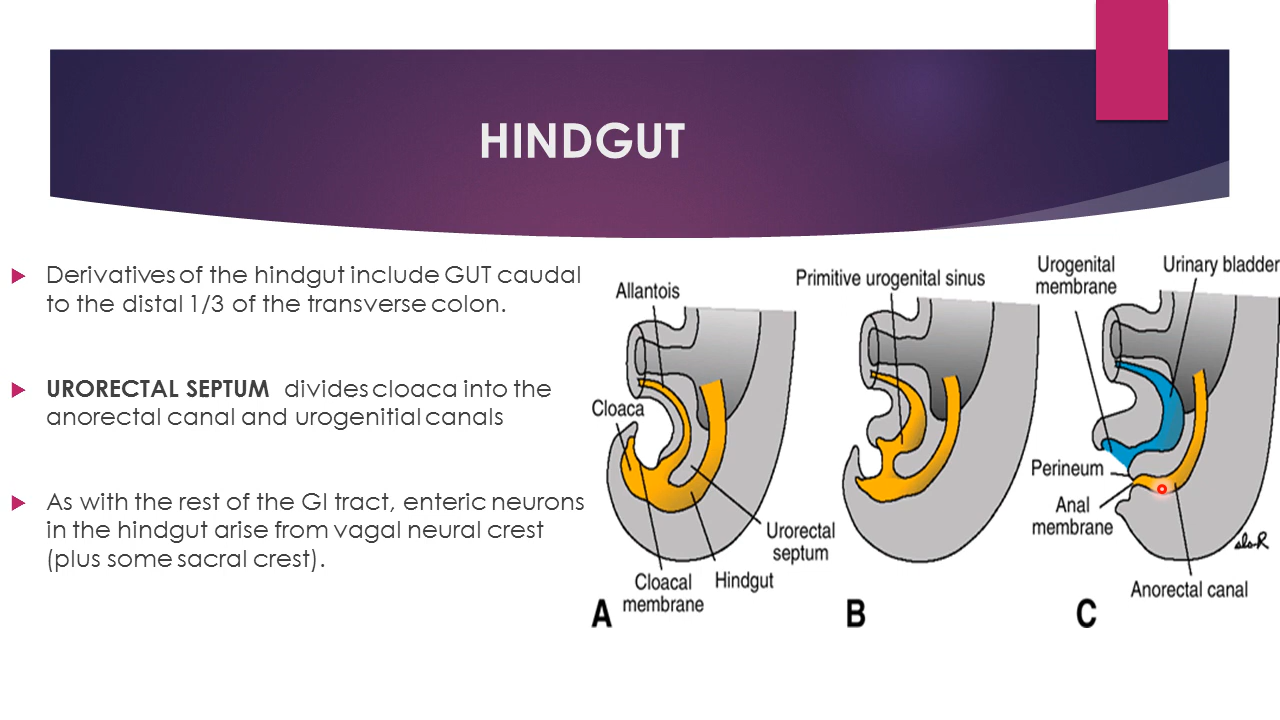 HINDGUT
Derivatives of the hindgut include GUT caudal
to the distal 1/3 of the transverse colon.
URORECTAL SEPTUM divides cloaca into the
anorectal canal and urogenitial canals
As with the rest of the GI tract, enteric neurons
in the hindgut arise from vagal neural crest
(plus some sacral crest).
Allantois
Cloaca
Urorectal
septum
Cloacal
membrane
Hindgut
A
Primitive urogenital sinus
B
Urogenital
membrane
Urinary bladder
Perineum
Anal
membrane
Anorectal canal
C